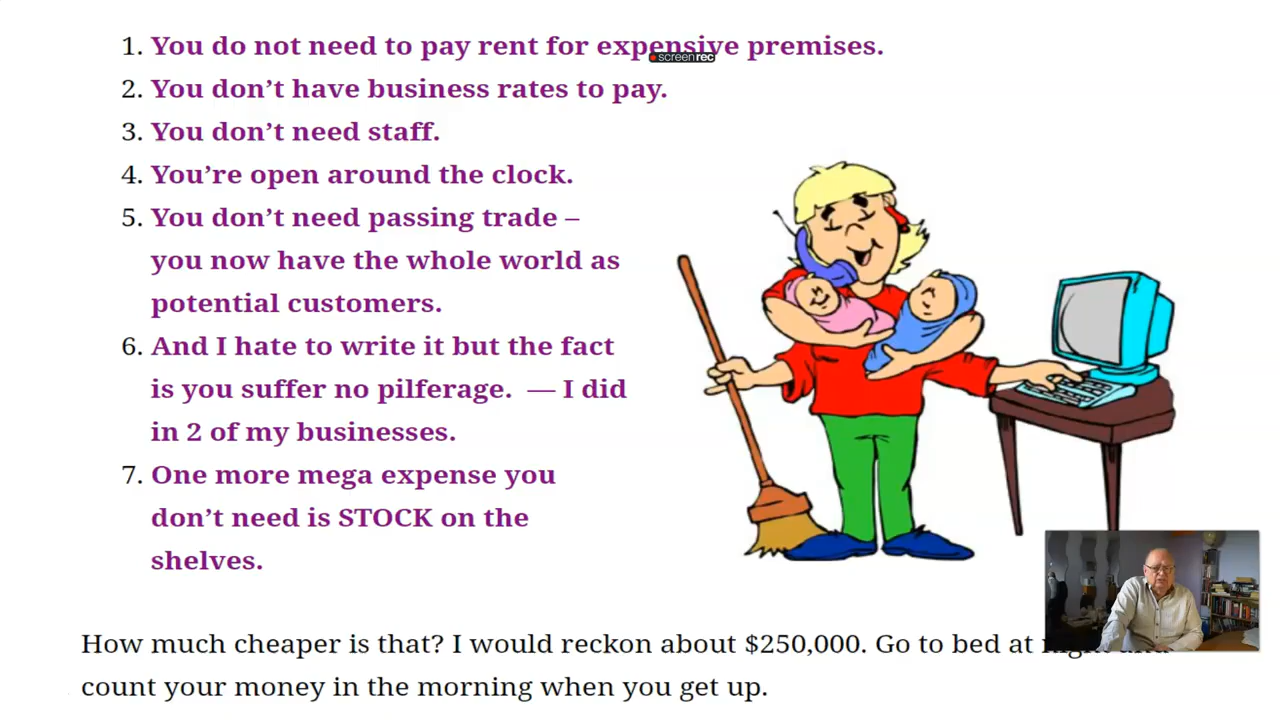 1. You do not need to pay rent for expensive premises.
screenrec
2. You don’t have business rates to pay.
3. You don’t need staff.
4. You’re open around the clock.
5. You don’t need passing trade –
you now have the whole world as
potential customers.
6. And I hate to write it but the fact
is you suffer no pilferage.  — I did
in 2 of my businesses.
7. One more mega expense you
don’t need is STOCK on the
shelves.
How much cheaper is that? I would reckon about $250,000. Go to bed at
count your money in the morning when you get up.